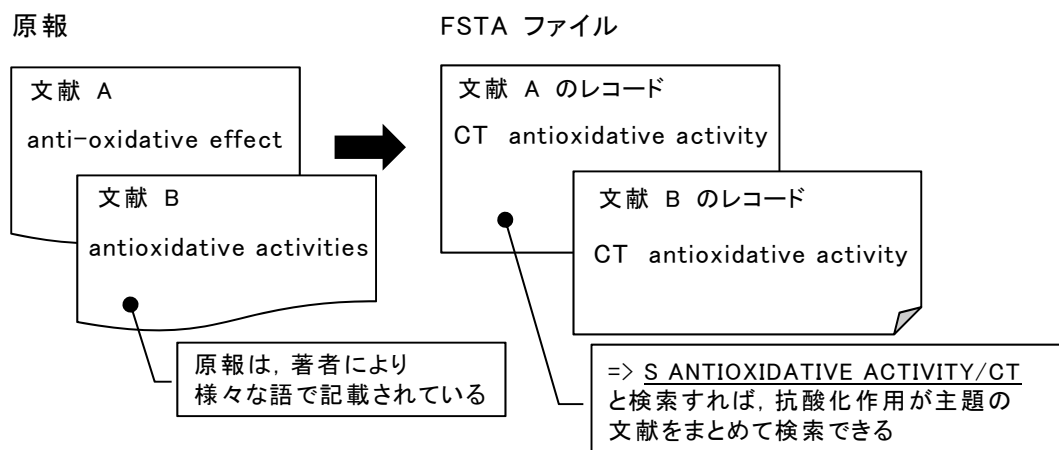 原報
FSTA ファイル
文献 A
anti-oxidative effect
文献 B
antioxidative activities
原報は, 著者により
様々な語で記載されている
文献 A のレコード
CT antioxidative activity
文献 B のレコード
CT antioxidative activity
=> S ANTIOXIDATIVE ACTIVITY/CT
と検索すれば, 抗酸化作用が主題の
文献をまとめて検索できる